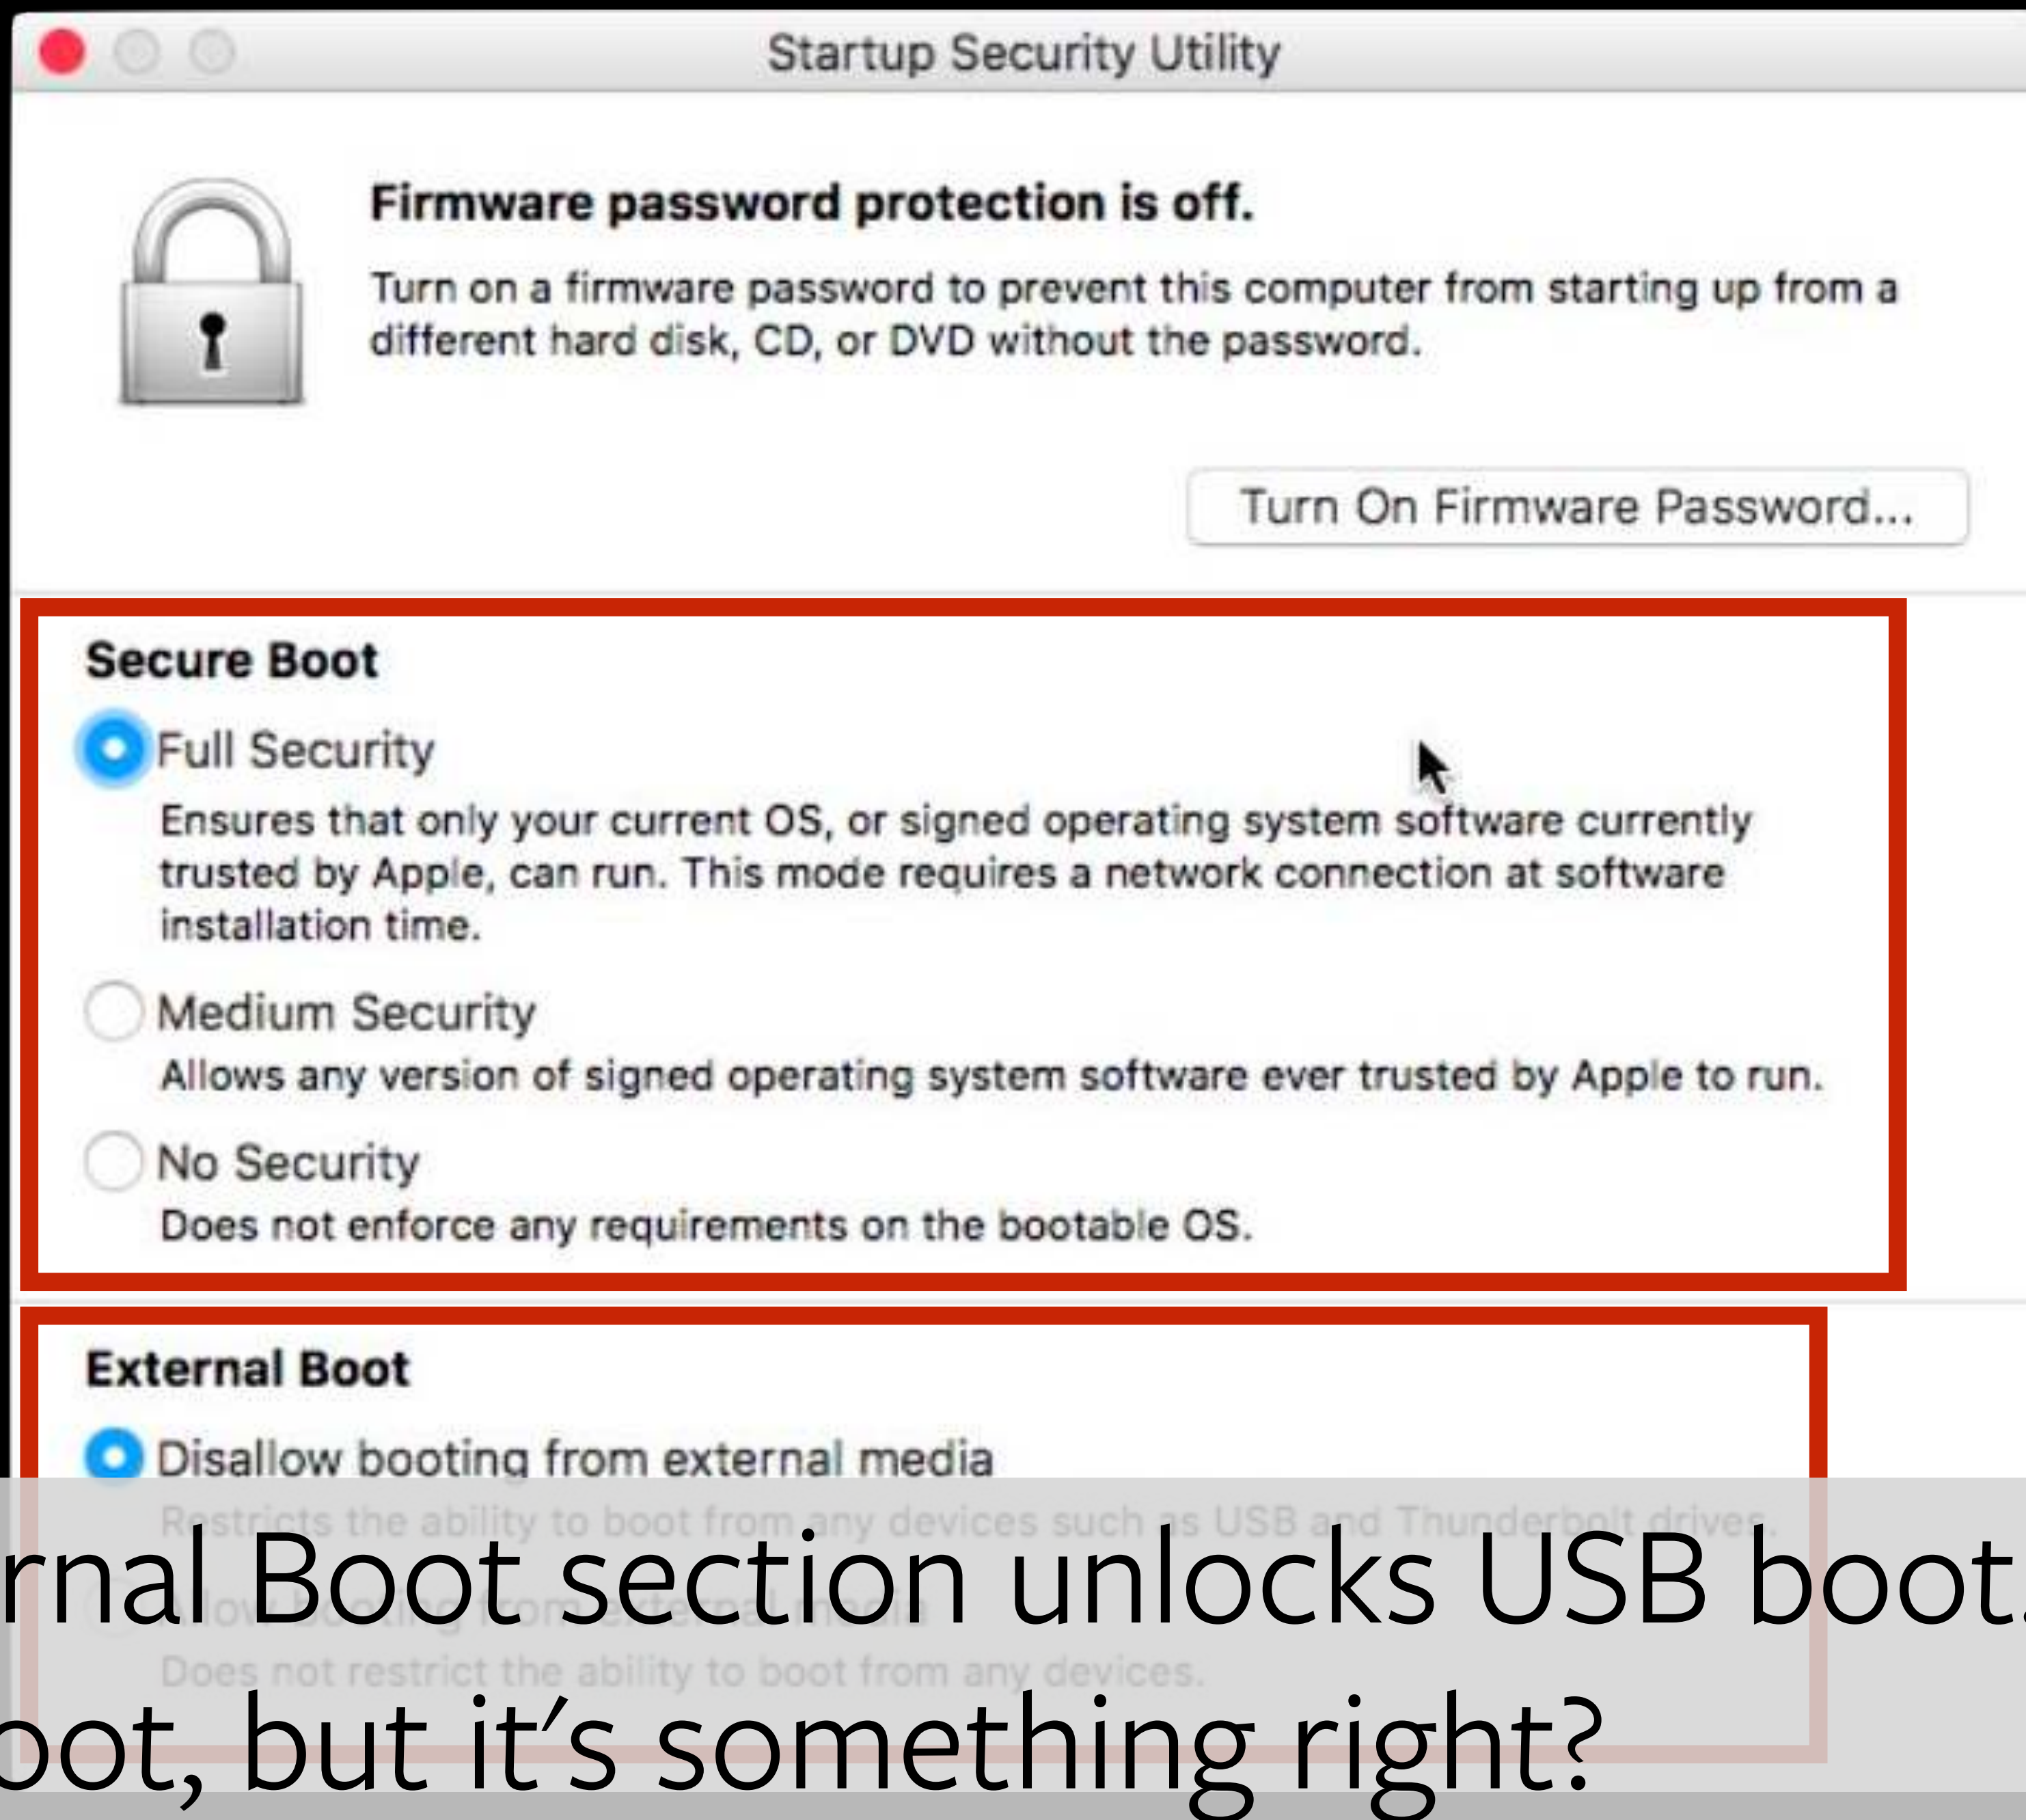 Startup Security Utility
Firmware password protection is off.
Turn on a firmware password to prevent this computer from starting up from a
different hard disk, CD, or DVD without the password.
Turn On Firmware Password...
Secure Boot
Full Security
Ensures that only your current OS, or signed operating system software currently
trusted by Apple, can run. This mode requires a network connection at software
installation time.
Medium Security
Allows any version of signed operating system software ever trusted by Apple to run.
No Security
Does not enforce any requirements on the bootable OS.
External Boot
Disallow booting from external media
Restricts the ability to boot from any devices such as USB and Thunderbolt drives.
rnal Boot section unlocks USB boot.
Allow booting from external media
Does not restrict the ability to boot from any devices.
oot, but it's something right?